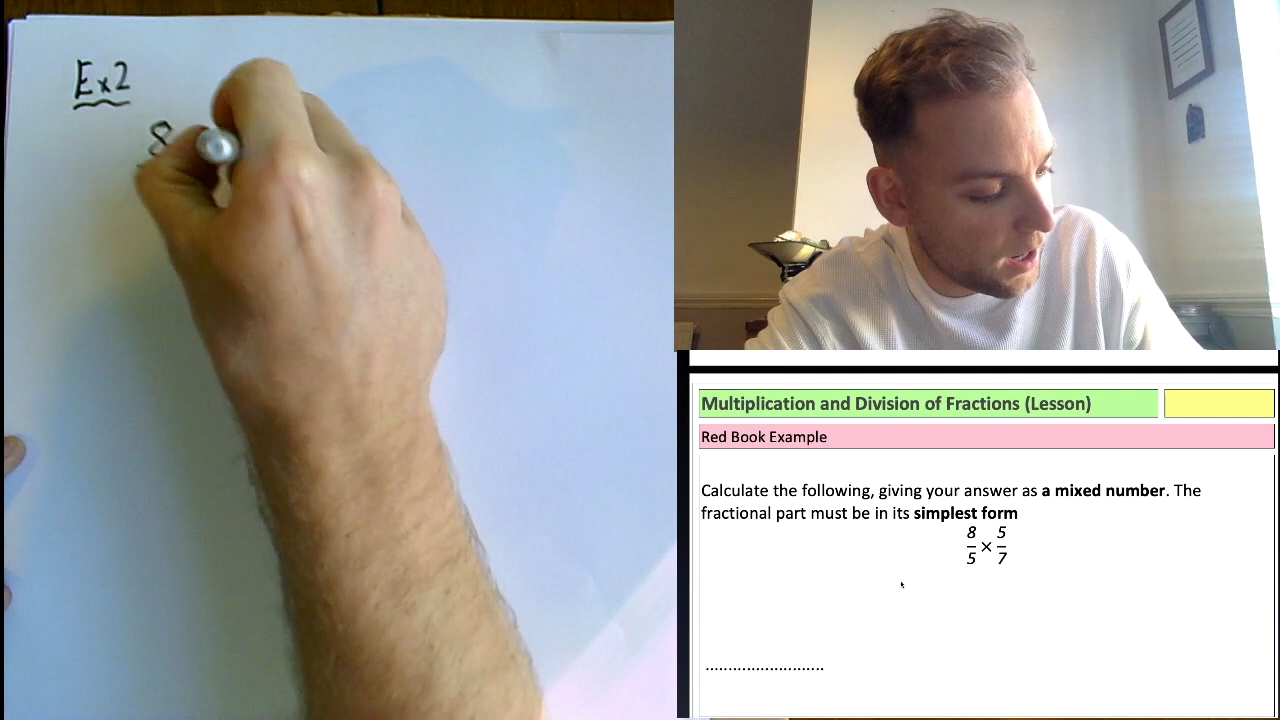 Ex2
8
Multiplication and Division of Fractions (Lesson)
Red Book Example
Calculate the following, giving your answer as a mixed number. The
fractional part must be in its simplest form
8/5 × 5/7
..........................